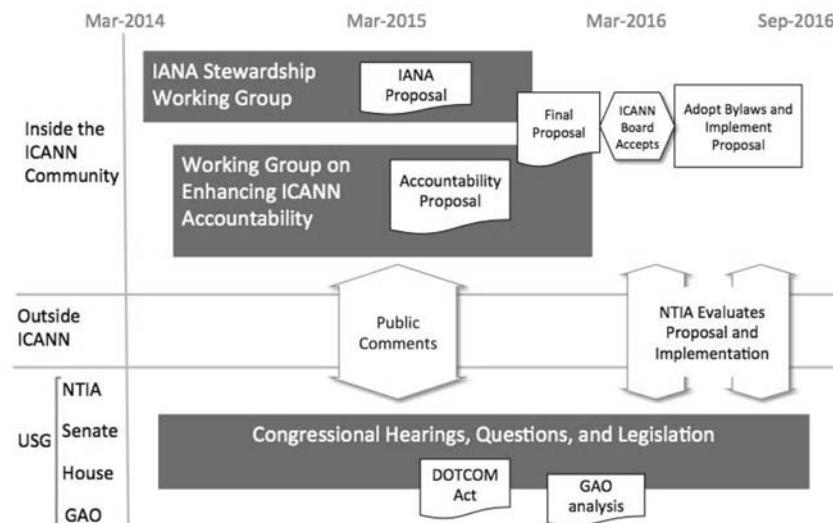 Mar-2014
Mar-2015
Mar-2016
Sep-2016
Inside the
ICANN
Community
IANA Stewardship
Working Group
IANA
Proposal
Final
Proposal
ICANN
Board
Accepts
Adopt Bylaws and
Implement
Proposal
Working Group on
Enhancing ICANN
Accountability
Accountability
Proposal
Outside
ICANN
Public
Comments
NTIA Evaluates
Proposal and
Implementation
USG
NTIA
Senate
House
GAO
Congressional Hearings, Questions, and Legislation
DOTCOM
Act
GAO
analysis